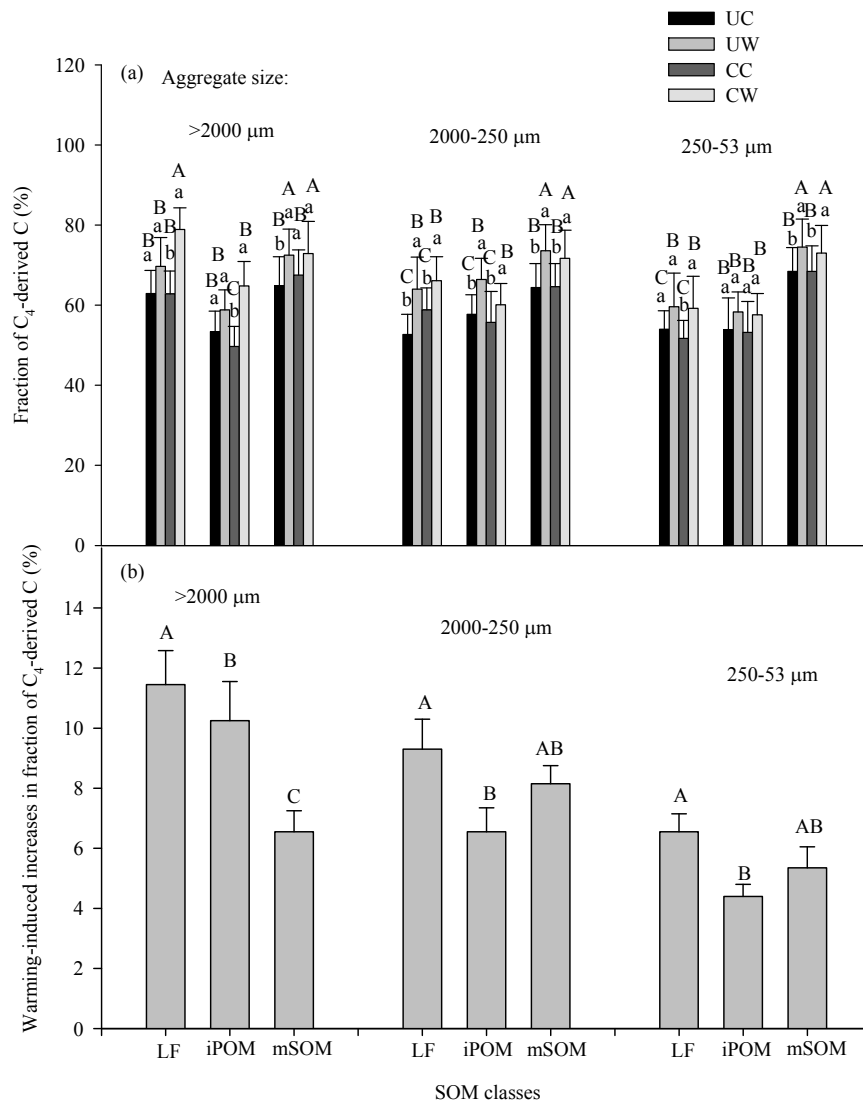 UC
UW
CC
CW
(a) Aggregate size:
>2000 μm
2000-250 μm
250-53 μm
Fraction of C4-derived C (%)
120
100
80
60
40
20
0
B a
B a
B b
A a
B a
B a
C b
B a
B b
A a
B a
A a
C b
B a
C b
B a
C b
B a
C b
B a
B b
A a
B b
A a
C a
B a
C b
B a
B a
B a
B a
B a
B b
A a
B b
A a
(b)
>2000 μm
2000-250 μm
250-53 μm
Warming-induced increases in fraction of C4-derived C (%)
14
12
10
8
6
4
2
0
A
B
C
A
B
AB
A
B
AB
LF iPOM mSOM LF iPOM mSOM LF iPOM mSOM
SOM classes